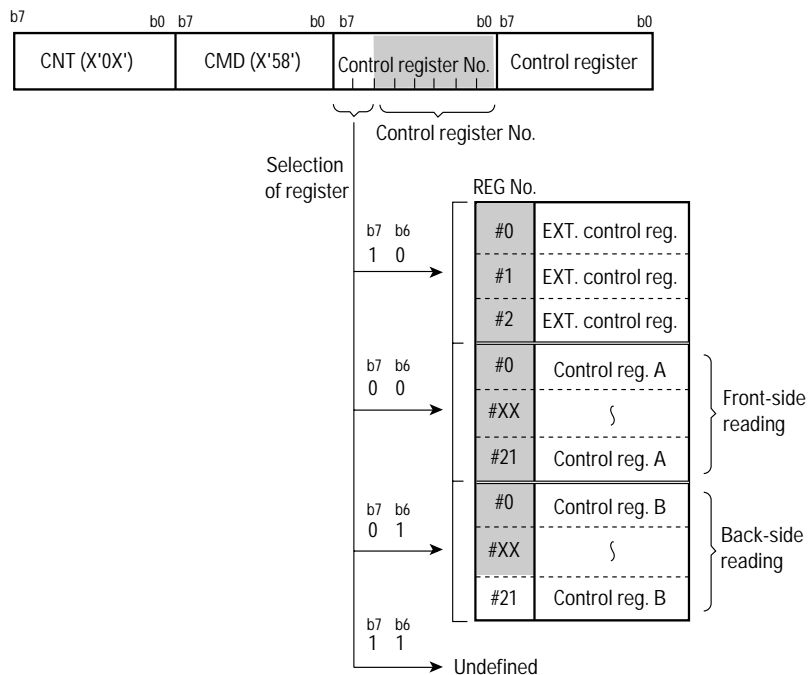 b7 b0 b7 b0 b7 b0 b7 b0
CNT (X'0X') CMD (X'58') Control register No. Control register
Control register No.
Selection
of register
REG No.
b7 b6
1 0
#0 EXT. control reg.
#1 EXT. control reg.
#2 EXT. control reg.
b7 b6
0 0
#0 Control reg. A
#XX
#21 Control reg. A
Front-side
reading
b7 b6
0 1
#0 Control reg. B
#XX
#21 Control reg. B
Back-side
reading
b7 b6
1 1
Undefined